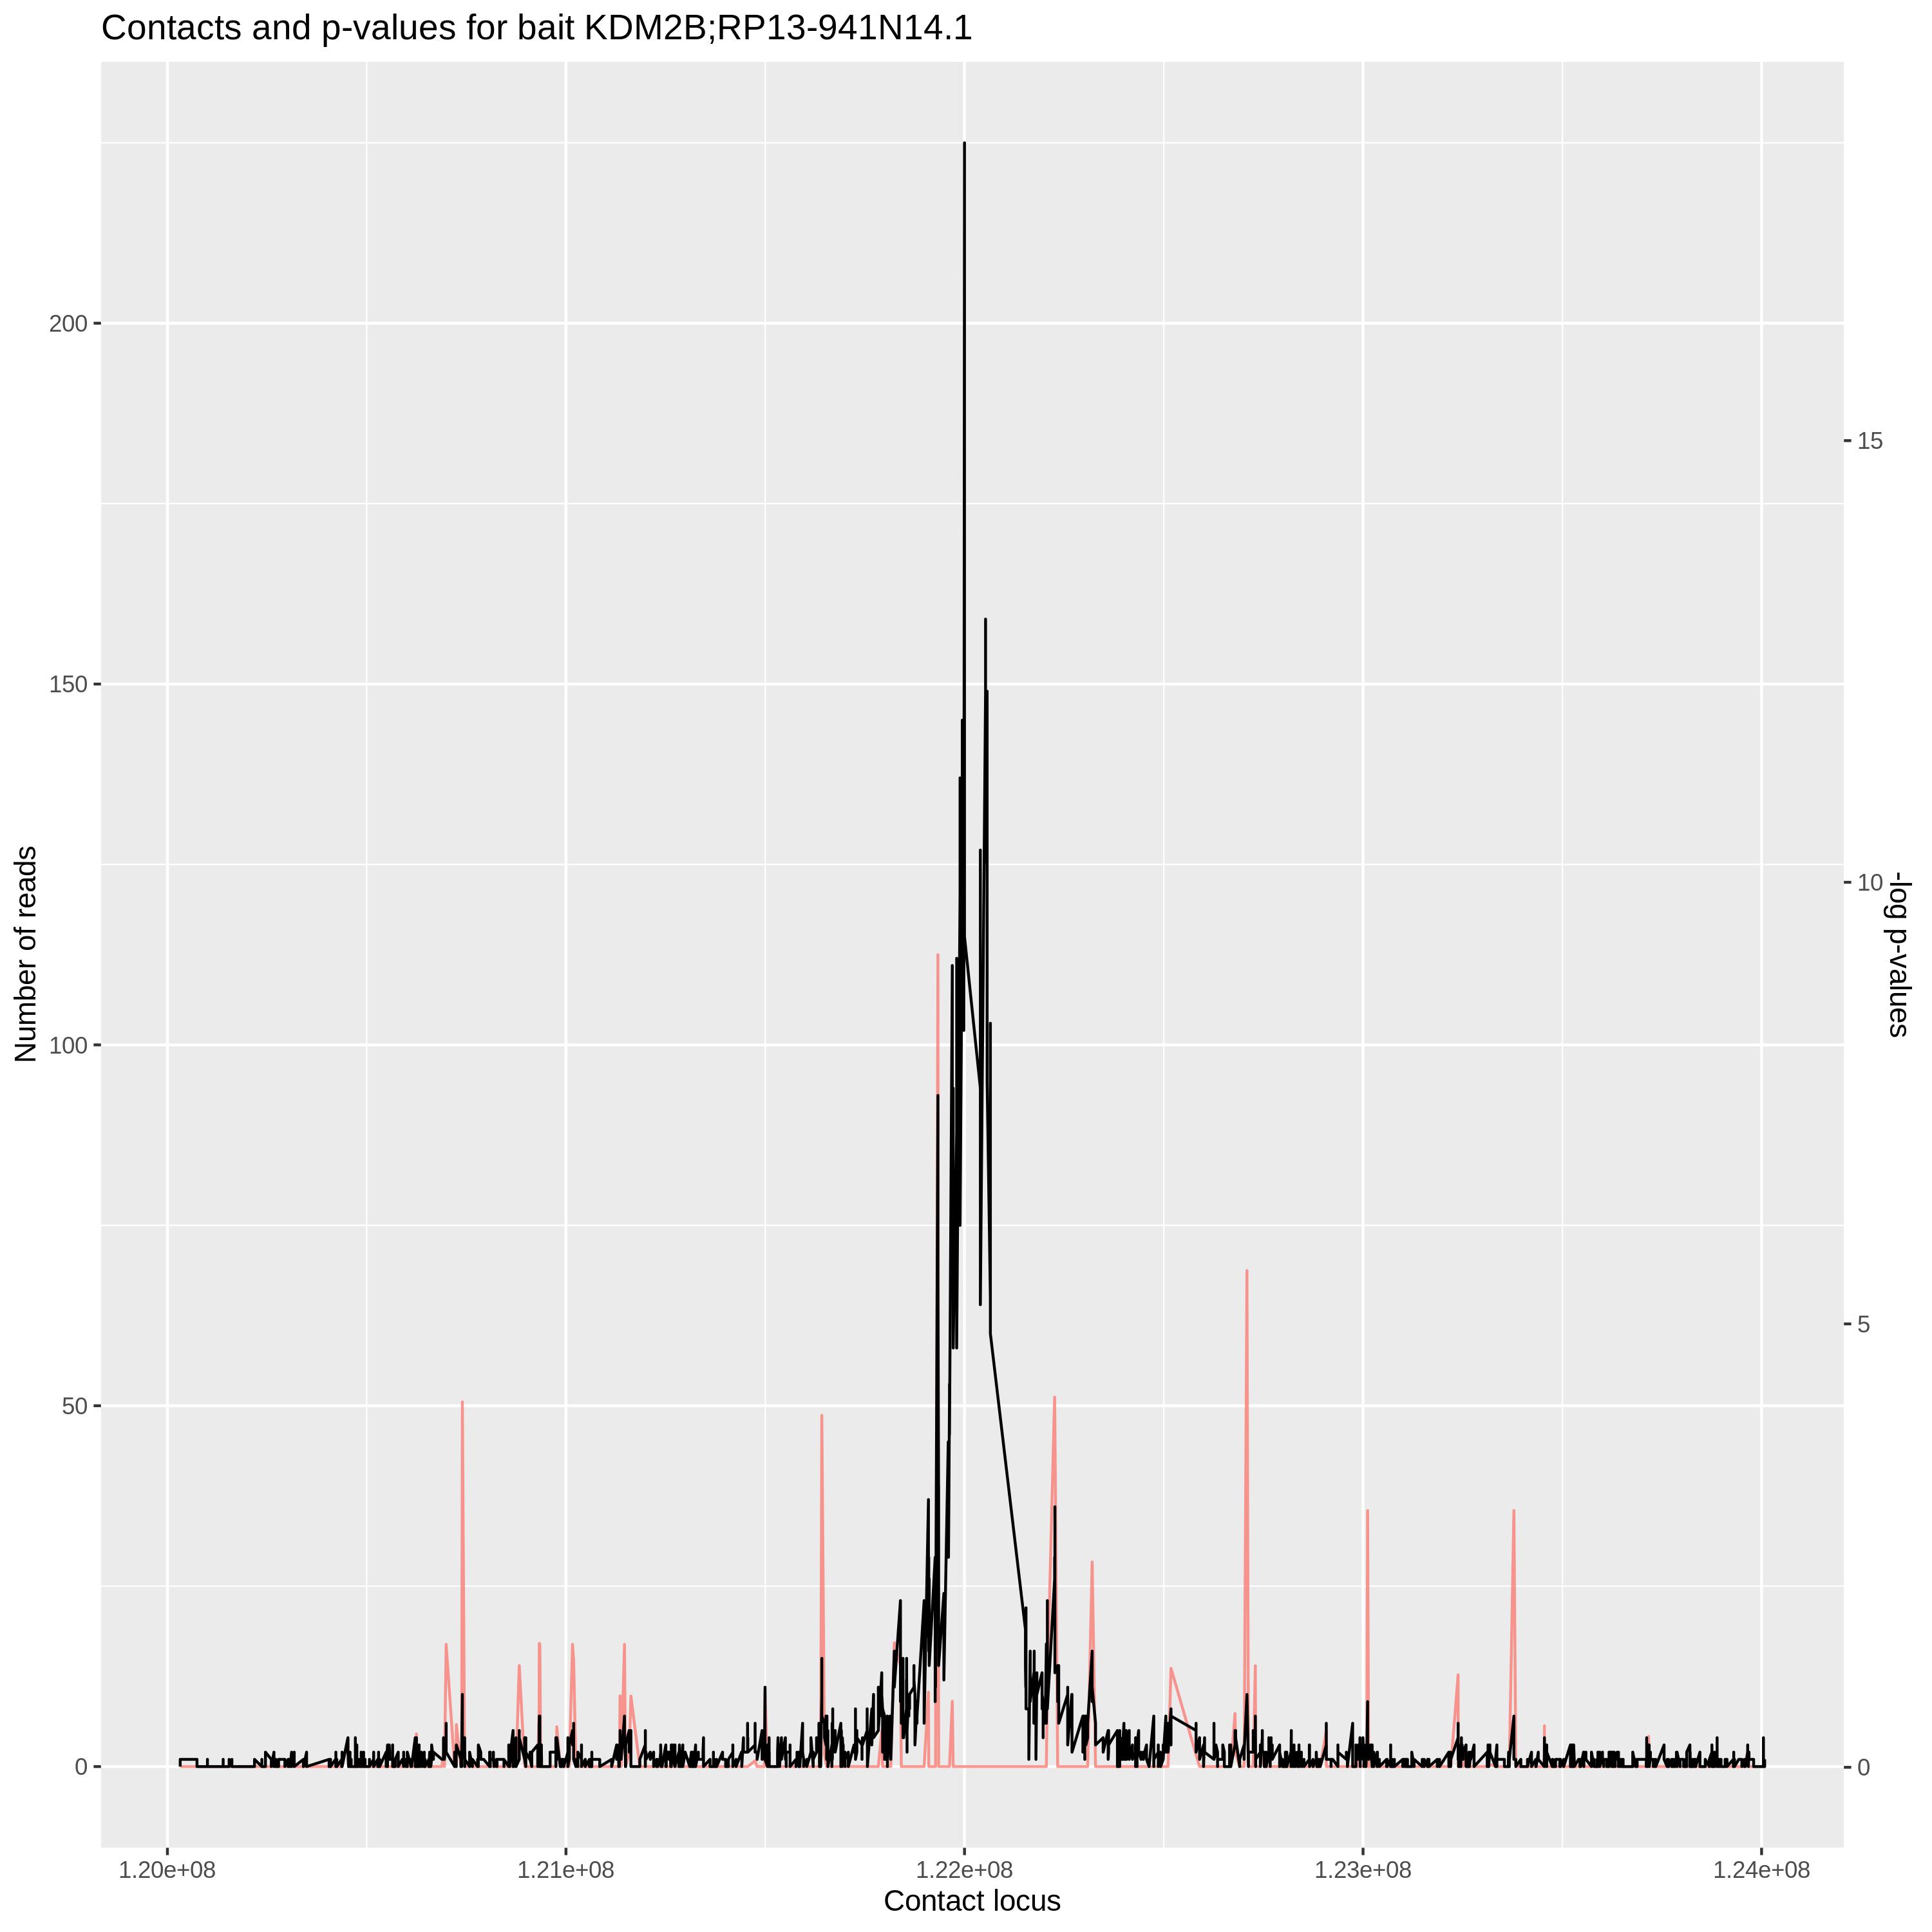 Contacts and p-values for bait KDM2B;RP13-941N14.1
Number of reads
200
150
100
50
0
15
10
5
0
-log p-values
1.20e+08
1.21e+08
1.22e+08
1.23e+08
1.24e+08
Contact locus